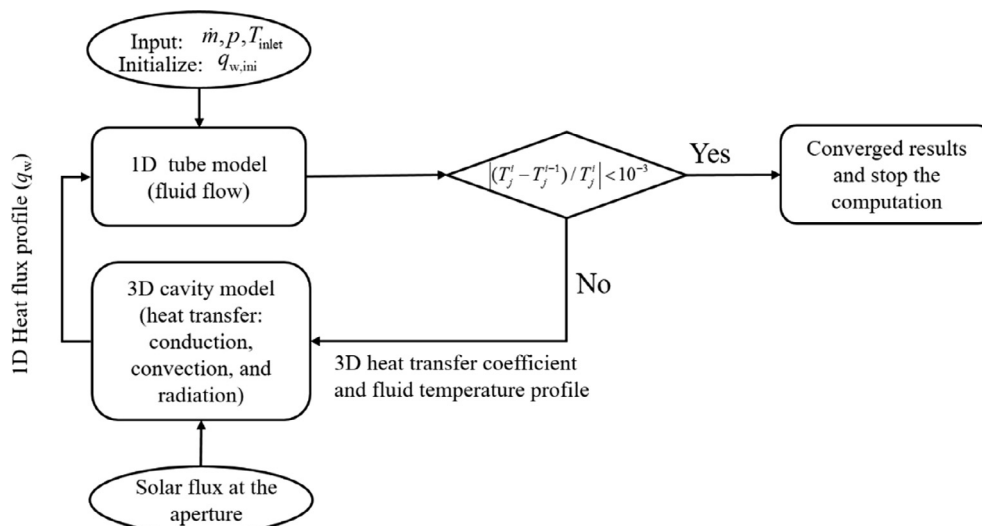 Input: ṁ, p, T_inlet
Initialize: q_w,ini
1D tube model
(fluid flow)
|(T_j^i − T_j^{i−1}) / T_j^i| < 10^−3
Yes
Converged results
and stop the
computation
1D Heat flux profile (q_w)
No
3D cavity model
(heat transfer:
conduction,
convection, and
radiation)
3D heat transfer coefficient
and fluid temperature profile
Solar flux at the
aperture